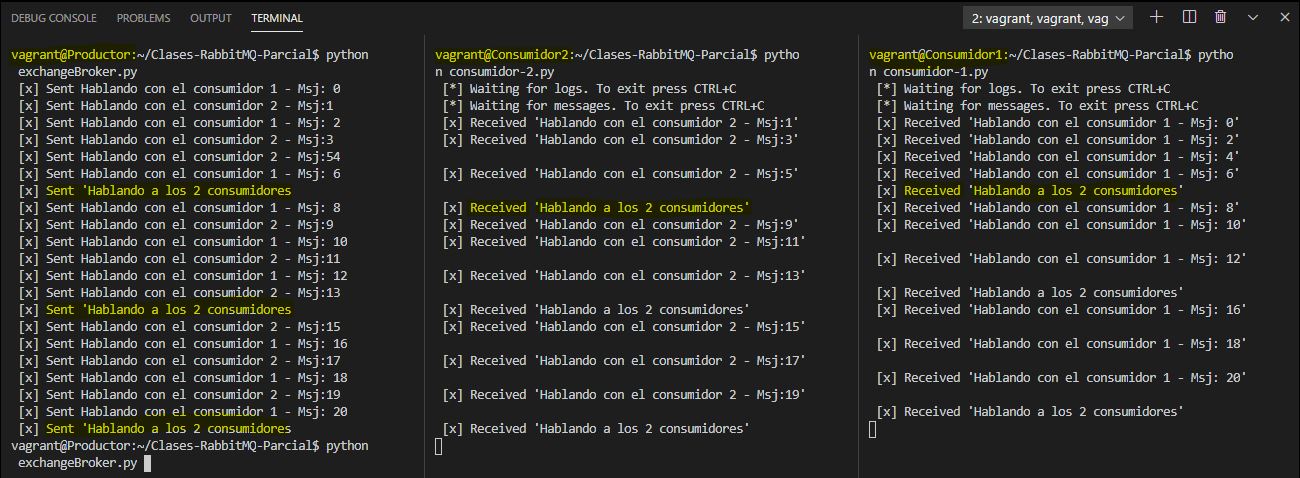 DEBUG CONSOLE PROBLEMS OUTPUT TERMINAL 2: vagrant, vagrant, vag
vagrant@Productor:~/Clases-RabbitMQ-Parcial$ python
exchangeBroker.py
[x] Sent Hablando con el consumidor 1 - Msj: 0
[x] Sent Hablando con el consumidor 2 - Msj:1
[x] Sent Hablando con el consumidor 1 - Msj: 2
[x] Sent Hablando con el consumidor 2 - Msj:3
[x] Sent Hablando con el consumidor 2 - Msj:54
[x] Sent Hablando con el consumidor 1 - Msj: 6
[x] Sent 'Hablando a los 2 consumidores
[x] Sent Hablando con el consumidor 1 - Msj: 8
[x] Sent Hablando con el consumidor 2 - Msj:9
[x] Sent Hablando con el consumidor 1 - Msj: 10
[x] Sent Hablando con el consumidor 2 - Msj:11
[x] Sent Hablando con el consumidor 1 - Msj: 12
[x] Sent Hablando con el consumidor 2 - Msj:13
[x] Sent 'Hablando a los 2 consumidores
[x] Sent Hablando con el consumidor 2 - Msj:15
[x] Sent Hablando con el consumidor 1 - Msj: 16
[x] Sent Hablando con el consumidor 2 - Msj:17
[x] Sent Hablando con el consumidor 1 - Msj: 18
[x] Sent Hablando con el consumidor 2 - Msj:19
[x] Sent Hablando con el consumidor 1 - Msj: 20
[x] Sent 'Hablando a los 2 consumidores
vagrant@Productor:~/Clases-RabbitMQ-Parcial$ python
exchangeBroker.py
vagrant@Consumidor2:~/Clases-RabbitMQ-Parcial$ pytho
n consumidor-2.py
[*] Waiting for logs. To exit press CTRL+C
[*] Waiting for messages. To exit press CTRL+C
[x] Received 'Hablando con el consumidor 2 - Msj:1'
[x] Received 'Hablando con el consumidor 2 - Msj:3'
[x] Received 'Hablando con el consumidor 2 - Msj:5'
[x] Received 'Hablando a los 2 consumidores'
[x] Received 'Hablando con el consumidor 2 - Msj:9'
[x] Received 'Hablando con el consumidor 2 - Msj:11'
[x] Received 'Hablando con el consumidor 2 - Msj:13'
[x] Received 'Hablando a los 2 consumidores'
[x] Received 'Hablando con el consumidor 2 - Msj:15'
[x] Received 'Hablando con el consumidor 2 - Msj:17'
[x] Received 'Hablando con el consumidor 2 - Msj:19'
[x] Received 'Hablando a los 2 consumidores'
vagrant@Consumidor1:~/Clases-RabbitMQ-Parcial$ pytho
n consumidor-1.py
[*] Waiting for logs. To exit press CTRL+C
[*] Waiting for messages. To exit press CTRL+C
[x] Received 'Hablando con el consumidor 1 - Msj: 0'
[x] Received 'Hablando con el consumidor 1 - Msj: 2'
[x] Received 'Hablando con el consumidor 1 - Msj: 4'
[x] Received 'Hablando con el consumidor 1 - Msj: 6'
[x] Received 'Hablando a los 2 consumidores'
[x] Received 'Hablando con el consumidor 1 - Msj: 8'
[x] Received 'Hablando con el consumidor 1 - Msj: 10'
[x] Received 'Hablando con el consumidor 1 - Msj: 12'
[x] Received 'Hablando a los 2 consumidores'
[x] Received 'Hablando con el consumidor 1 - Msj: 16'
[x] Received 'Hablando con el consumidor 1 - Msj: 18'
[x] Received 'Hablando con el consumidor 1 - Msj: 20'
[x] Received 'Hablando a los 2 consumidores'